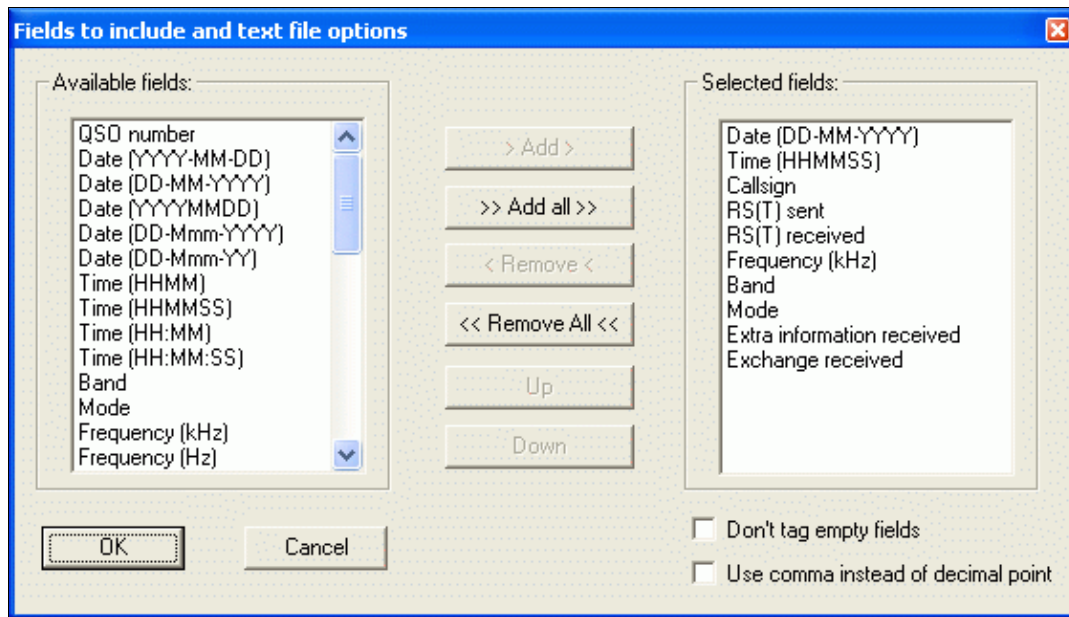 Fields to include and text file options
Available fields:
QSO number
Date (YYYY-MM-DD)
Date (DD-MM-YYYY)
Date (YYYYMMDD)
Date (DD-Mmm-YYYY)
Date (DD-Mmm-YY)
Time (HHMM)
Time (HHMMSS)
Time (HH:MM)
Time (HH:MM:SS)
Band
Mode
Frequency (kHz)
Frequency (Hz)
> Add >
>> Add all >>
< Remove <
<< Remove All <<
Up
Down
Selected fields:
Date (DD-MM-YYYY)
Time (HHMMSS)
Callsign
RS(T) sent
RS(T) received
Frequency (kHz)
Band
Mode
Extra information received
Exchange received
OK
Cancel
Don't tag empty fields
Use comma instead of decimal point